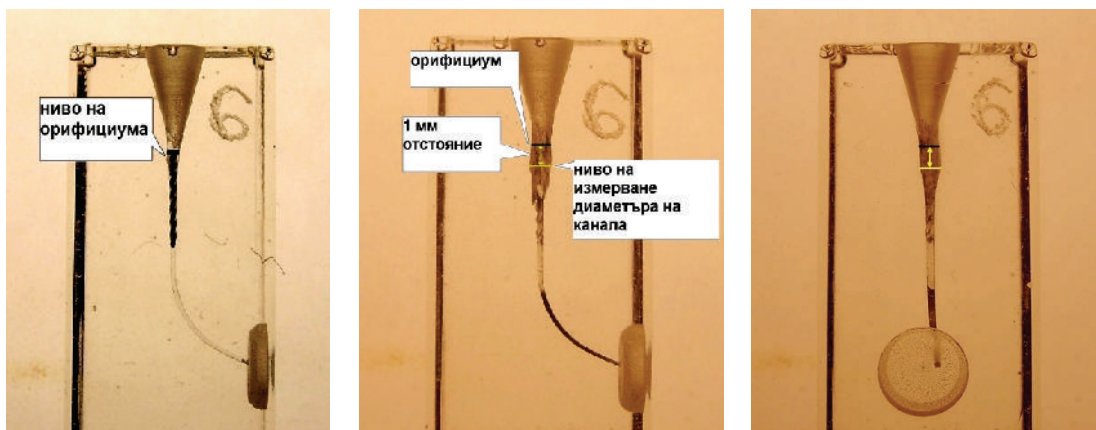 ниво на
орифициума
6
орифициум
1 мм
отстояние
ниво на
измерване
диаметъра на
канала
6
6